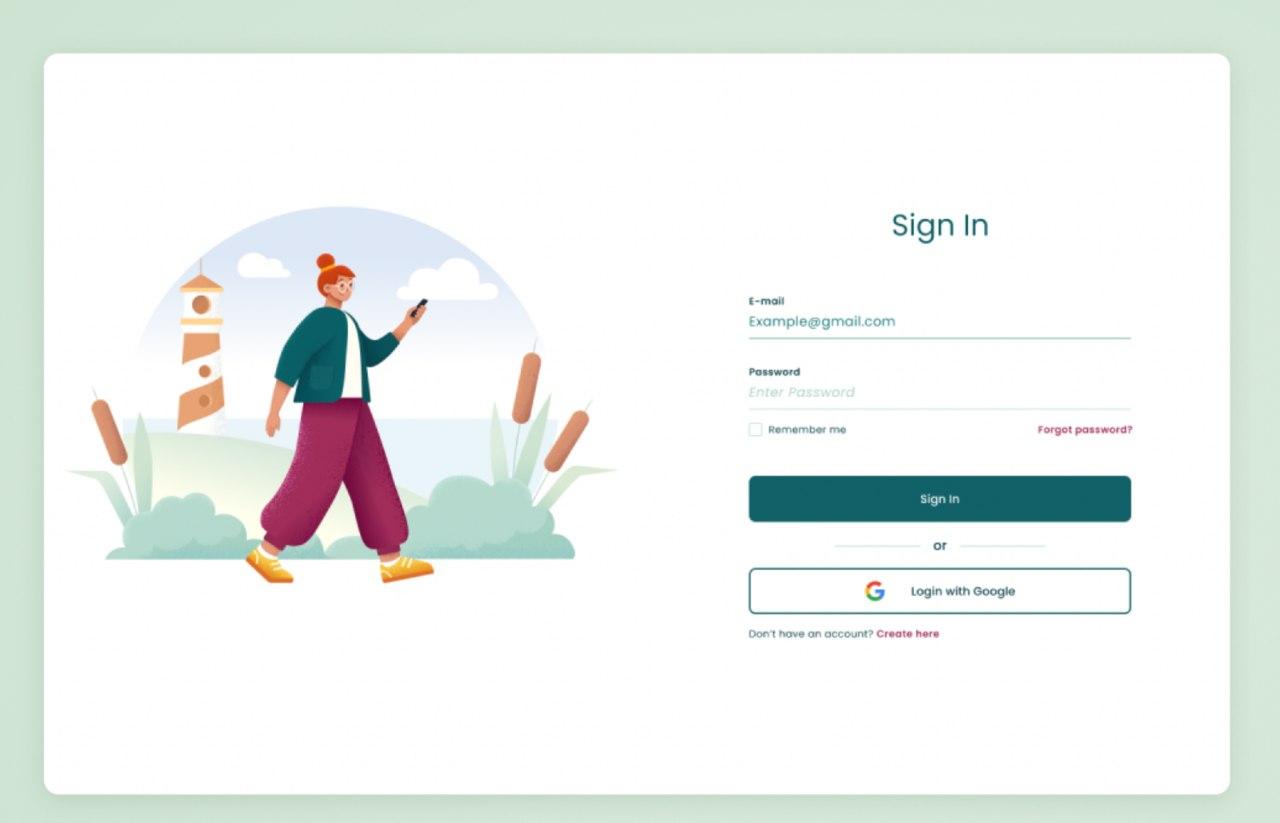 Sign In
E-mail
Example@gmail.com
Password
Enter Password
Remember me
Forgot password?
Sign In
or
Login with Google
Don't have an account? Create here